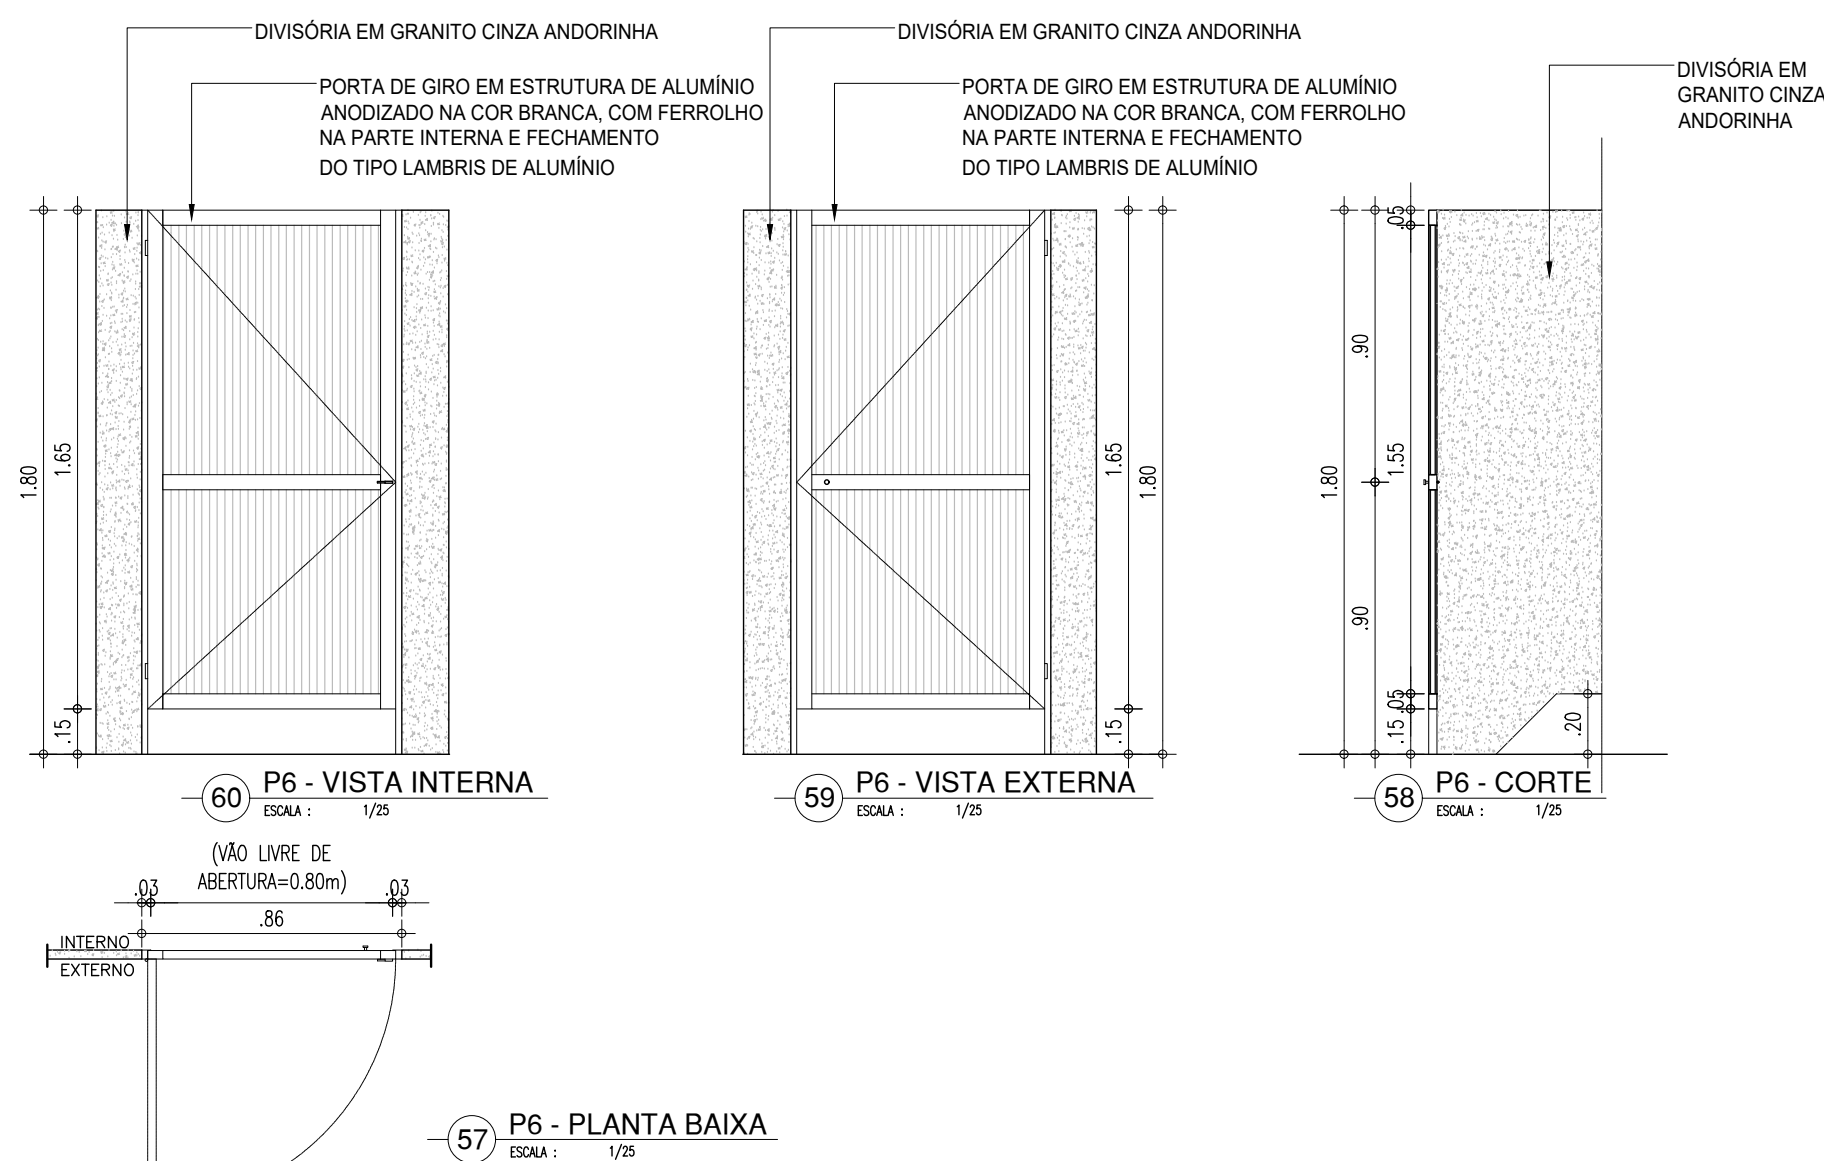 DIVISÓRIA EM GRANITO CINZA ANDORINHA
PORTA DE GIRO EM ESTRUTURA DE ALUMÍNIO
ANODIZADO NA COR BRANCA, COM FERROLHO
NA PARTE INTERNA E FECHAMENTO
DO TIPO LAMBRIS DE ALUMÍNIO
1.80
1.65
.15
60
P6 - VISTA INTERNA
ESCALA : 1/25
DIVISÓRIA EM GRANITO CINZA ANDORINHA
PORTA DE GIRO EM ESTRUTURA DE ALUMÍNIO
ANODIZADO NA COR BRANCA, COM FERROLHO
NA PARTE INTERNA E FECHAMENTO
DO TIPO LAMBRIS DE ALUMÍNIO
1.65
1.80
.15
59
P6 - VISTA EXTERNA
ESCALA : 1/25
DIVISÓRIA EM
GRANITO CINZA
ANDORINHA
.05
.90
1.55
1.80
.90
.05
.15
.20
58
P6 - CORTE
ESCALA : 1/25
(VÃO LIVRE DE
ABERTURA=0.80m)
.03
.03
.86
INTERNO
EXTERNO
57
P6 - PLANTA BAIXA
ESCALA : 1/25